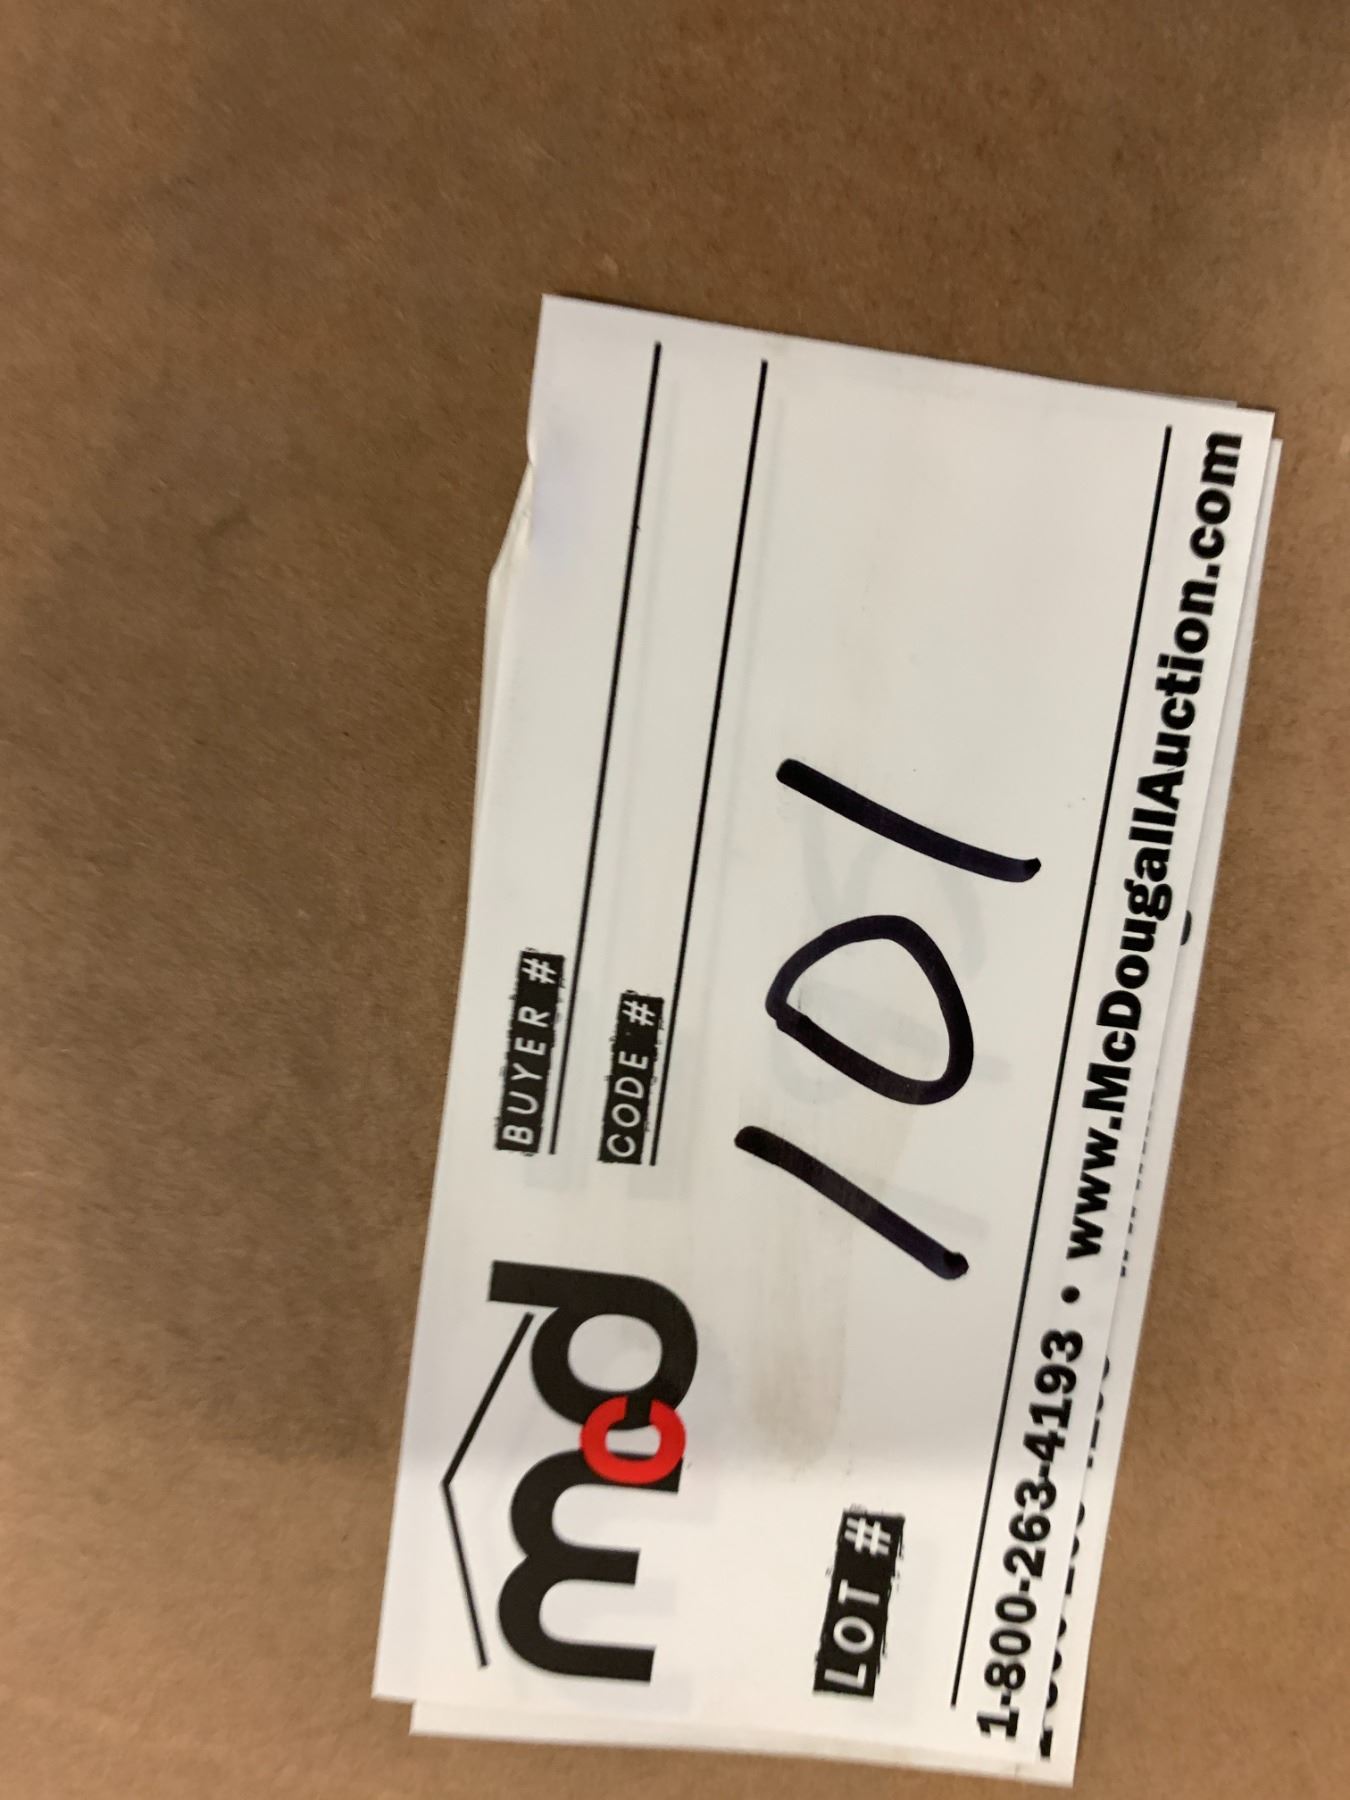 mcd
BUYER #
CODE #
LOT # 101
1-800-263-4193 • www.McDougallAuction.com